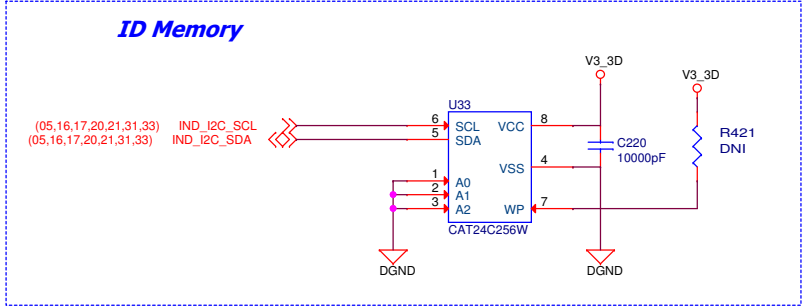 ID Memory
V3_3D
V3_3D
U33
(05,16,17,20,21,31,33) IND_I2C_SCL 6 SCL VCC 8
(05,16,17,20,21,31,33) IND_I2C_SDA 5 SDA
R421
DNI
C220
10000pF
VSS 4
1 A0
2 A1
3 A2 WP 7
CAT24C256W
DGND
DGND